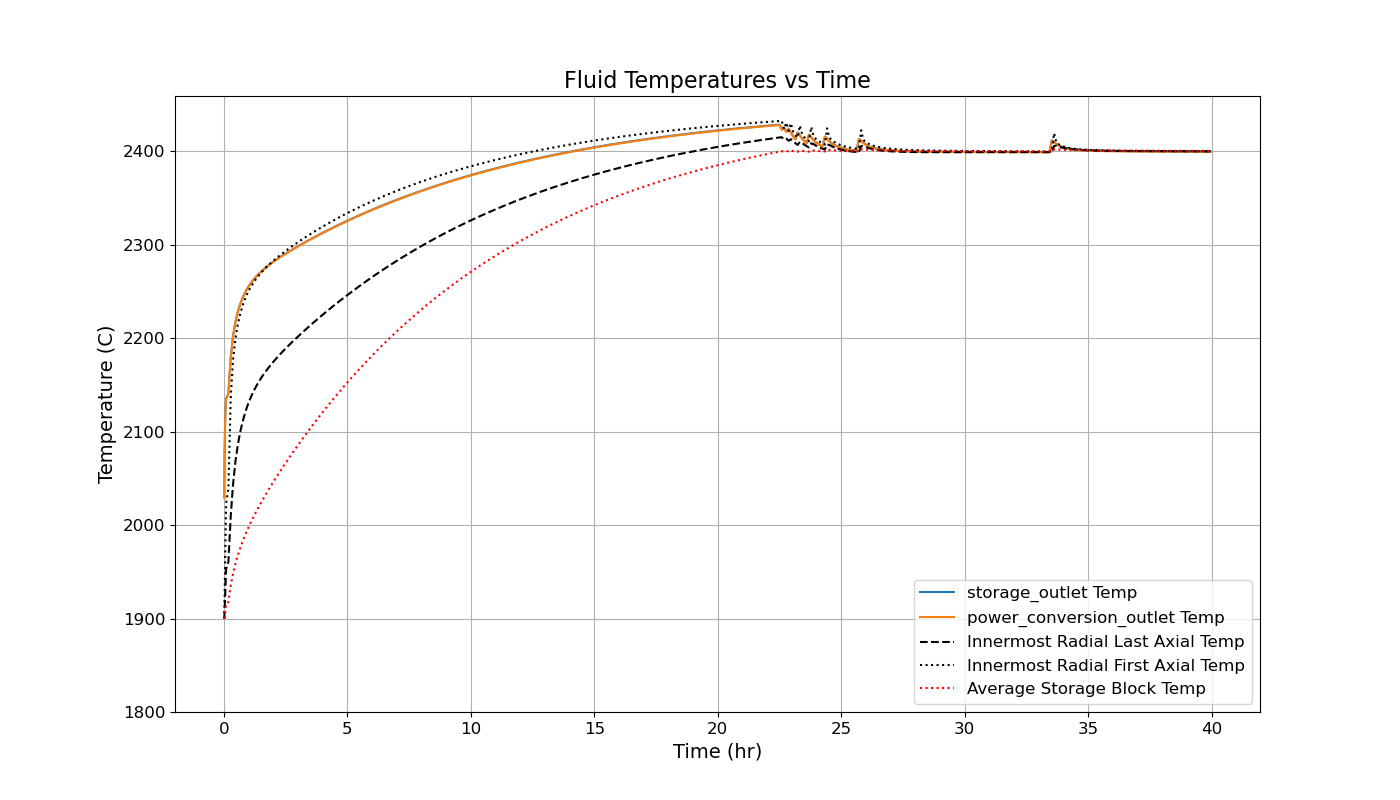 Fluid Temperatures vs Time
Temperature (C)
2400
2300
2200
2100
2000
1900
1800
0 5 10 15 20 25 30 35 40
Time (hr)
storage_outlet Temp
power_conversion_outlet Temp
Innermost Radial Last Axial Temp
Innermost Radial First Axial Temp
Average Storage Block Temp